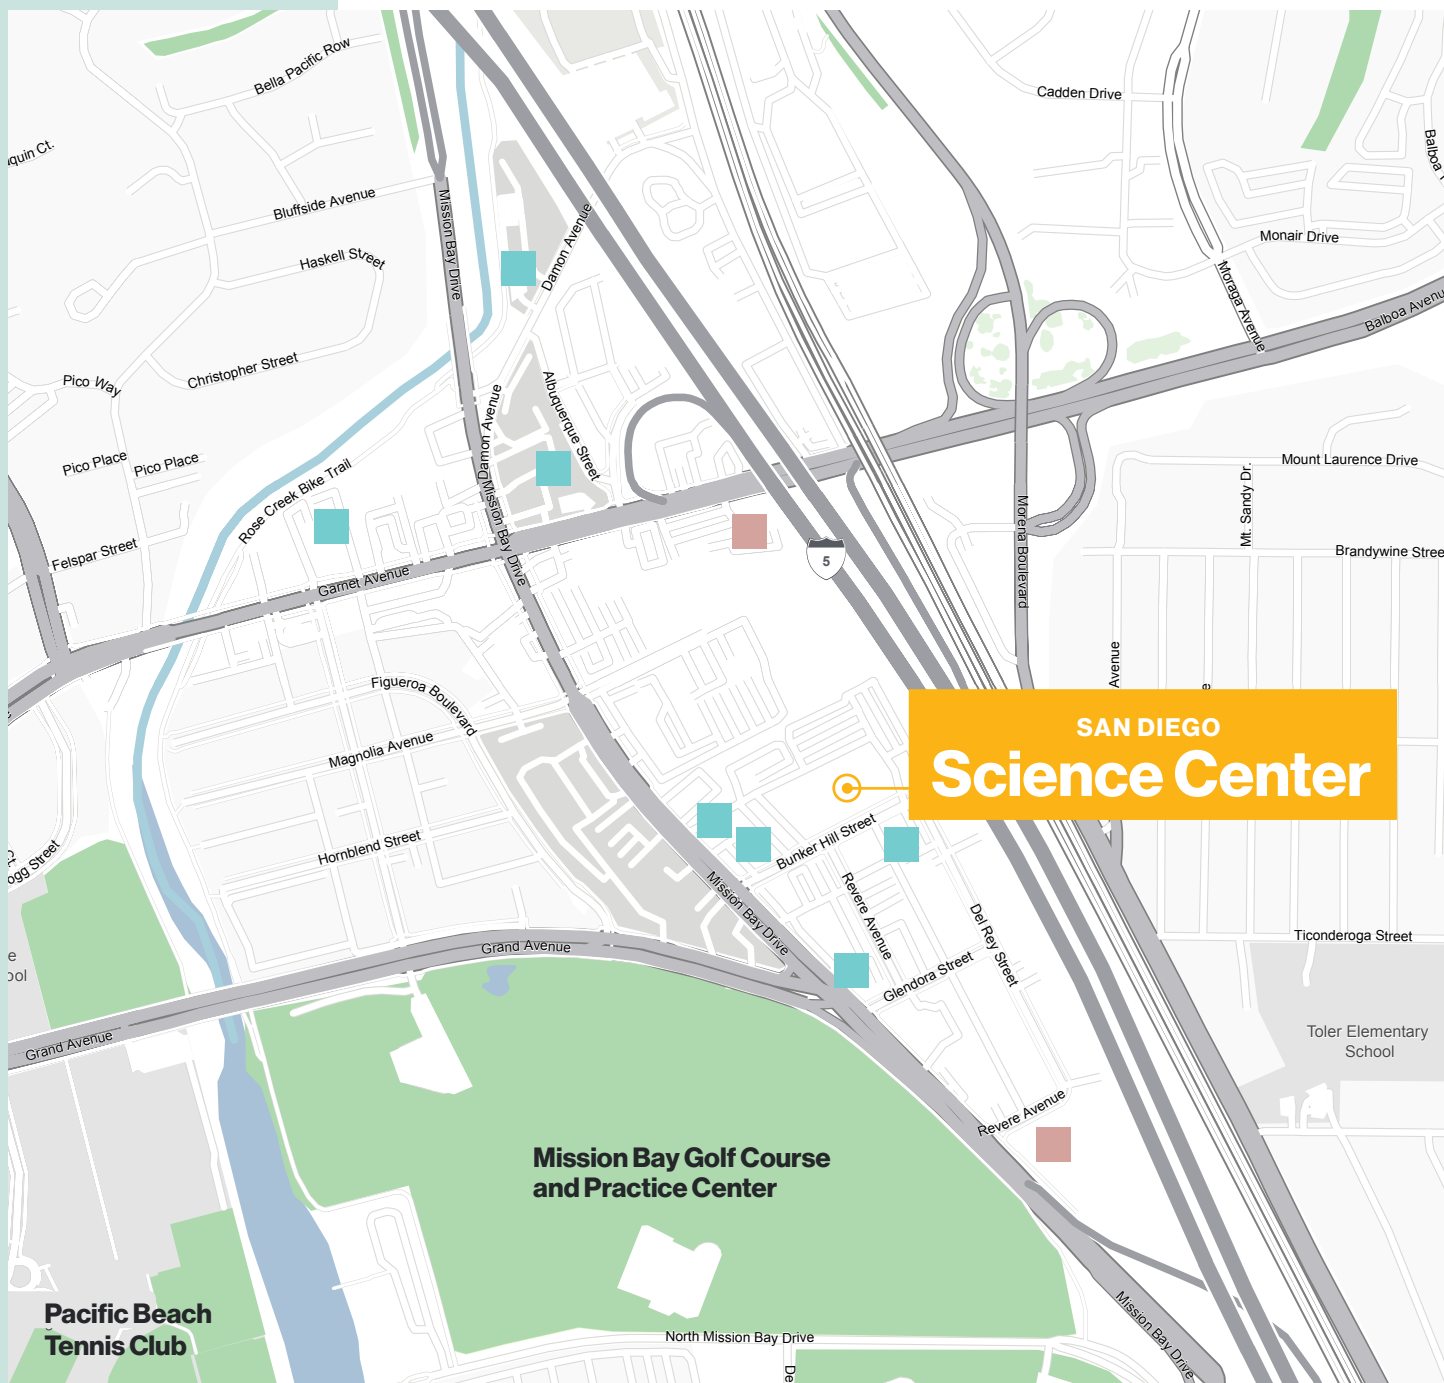 Bella Pacific Row
Cadden Drive
quin Ct.
Balboa
Bluffside Avenue
Mission Bay Drive
Damon Avenue
Monair Drive
Haskell Street
Moraga Avenue
Balboa Avenu
Christopher Street
Pico Way
Albuquerque Street
Damon Avenue
Pico Place
Pico Place
Rose Creek Bike Trail
Mission Bay Drive
Mount Laurence Drive
Mt. Sandy Dr.
Morena Boulevard
Felspar Street
Garnet Avenue
5
Brandywine Stree
Avenue
e
Figueroa Boulevard
Magnolia Avenue
SAN DIEGO
Science Center
Hornblend Street
Bunker Hill Street
Ct.
ogg Street
Mission Bay Drive
Revere Avenue
Del Rey Street
Grand Avenue
Ticonderoga Street
e
ool
Glendora Street
Grand Avenue
Toler Elementary
School
Revere Avenue
Mission Bay Golf Course
and Practice Center
Pacific Beach
Tennis Club
North Mission Bay Drive
Mission Bay Drive
De